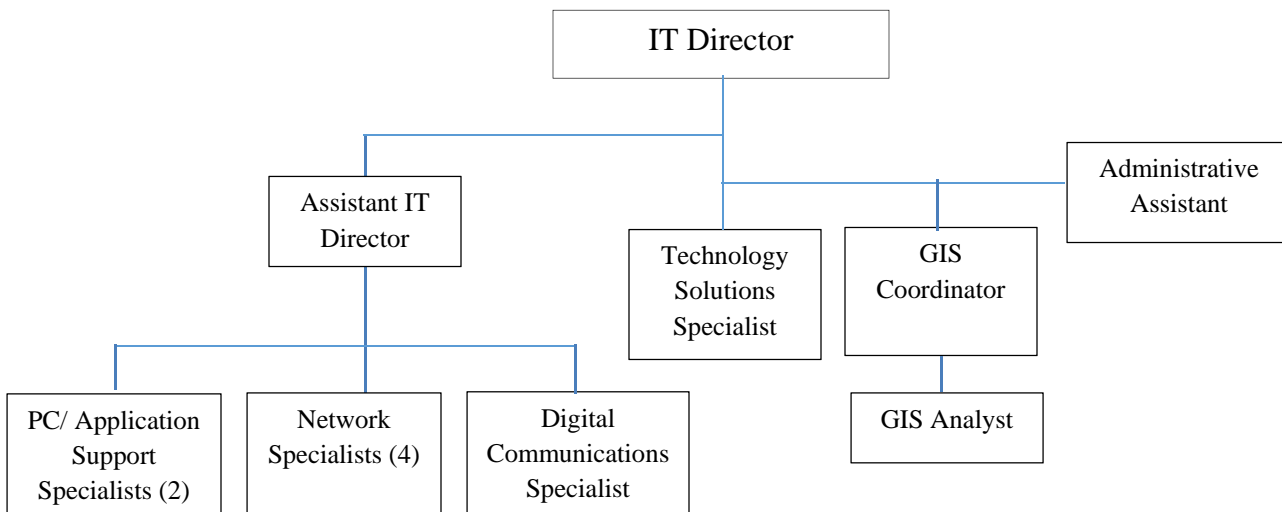 IT Director
Administrative
Assistant
Assistant IT
Director
Technology
Solutions
Specialist
GIS
Coordinator
PC/ Application
Support
Specialists (2)
Network
Specialists (4)
Digital
Communications
Specialist
GIS Analyst